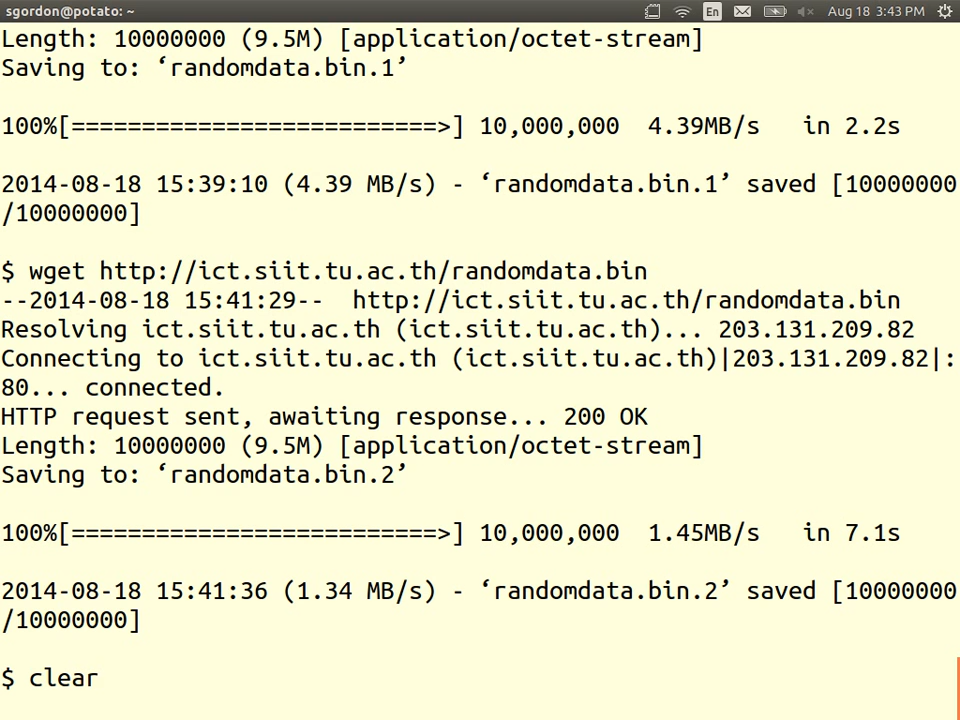 sgordon@potato: ~ En Aug 18 3:43 PM
Length: 10000000 (9.5M) [application/octet-stream]
Saving to: ‘randomdata.bin.1’
100%[==========================>] 10,000,000  4.39MB/s   in 2.2s
2014-08-18 15:39:10 (4.39 MB/s) - ‘randomdata.bin.1’ saved [10000000
/10000000]
$ wget http://ict.siit.tu.ac.th/randomdata.bin
--2014-08-18 15:41:29--  http://ict.siit.tu.ac.th/randomdata.bin
Resolving ict.siit.tu.ac.th (ict.siit.tu.ac.th)... 203.131.209.82
Connecting to ict.siit.tu.ac.th (ict.siit.tu.ac.th)|203.131.209.82|:
80... connected.
HTTP request sent, awaiting response... 200 OK
Length: 10000000 (9.5M) [application/octet-stream]
Saving to: ‘randomdata.bin.2’
100%[==========================>] 10,000,000  1.45MB/s   in 7.1s
2014-08-18 15:41:36 (1.34 MB/s) - ‘randomdata.bin.2’ saved [10000000
/10000000]
$ clear